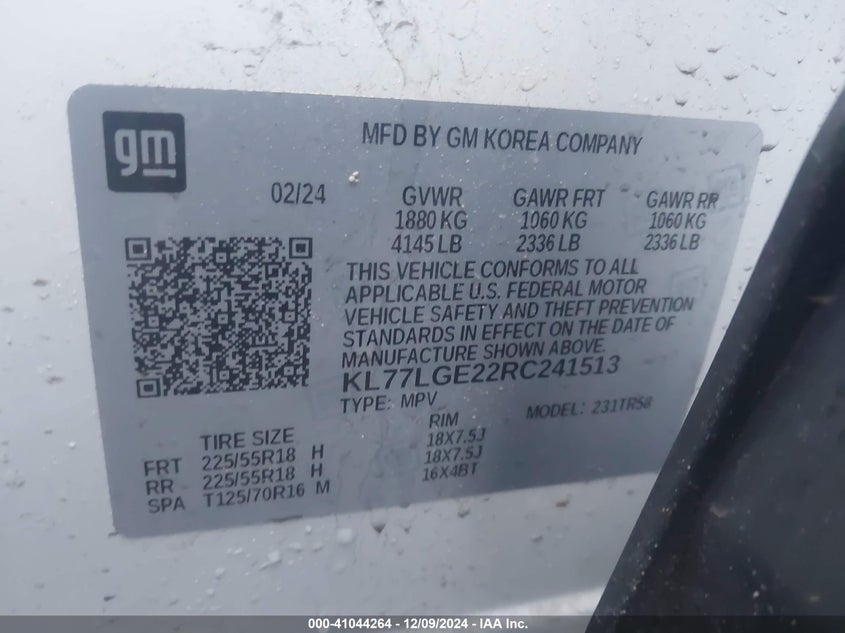 gm
MFD BY GM KOREA COMPANY
02/24 GVWR GAWR FRT GAWR RR
1880 KG 1060 KG 1060 KG
4145 LB 2336 LB 2336 LB
THIS VEHICLE CONFORMS TO ALL
APPLICABLE U.S. FEDERAL MOTOR
VEHICLE SAFETY AND THEFT PREVENTION
STANDARDS IN EFFECT ON THE DATE OF
MANUFACTURE SHOWN ABOVE.
KL77LGE22RC241513
TYPE: MPV MODEL: 231TR58
TIRE SIZE RIM
FRT 225/55R18 H 18X7.5J
RR 225/55R18 H 18X7.5J
SPA T125/70R16 M 16X4BT
000-41044264 - 12/09/2024 - IAA Inc.